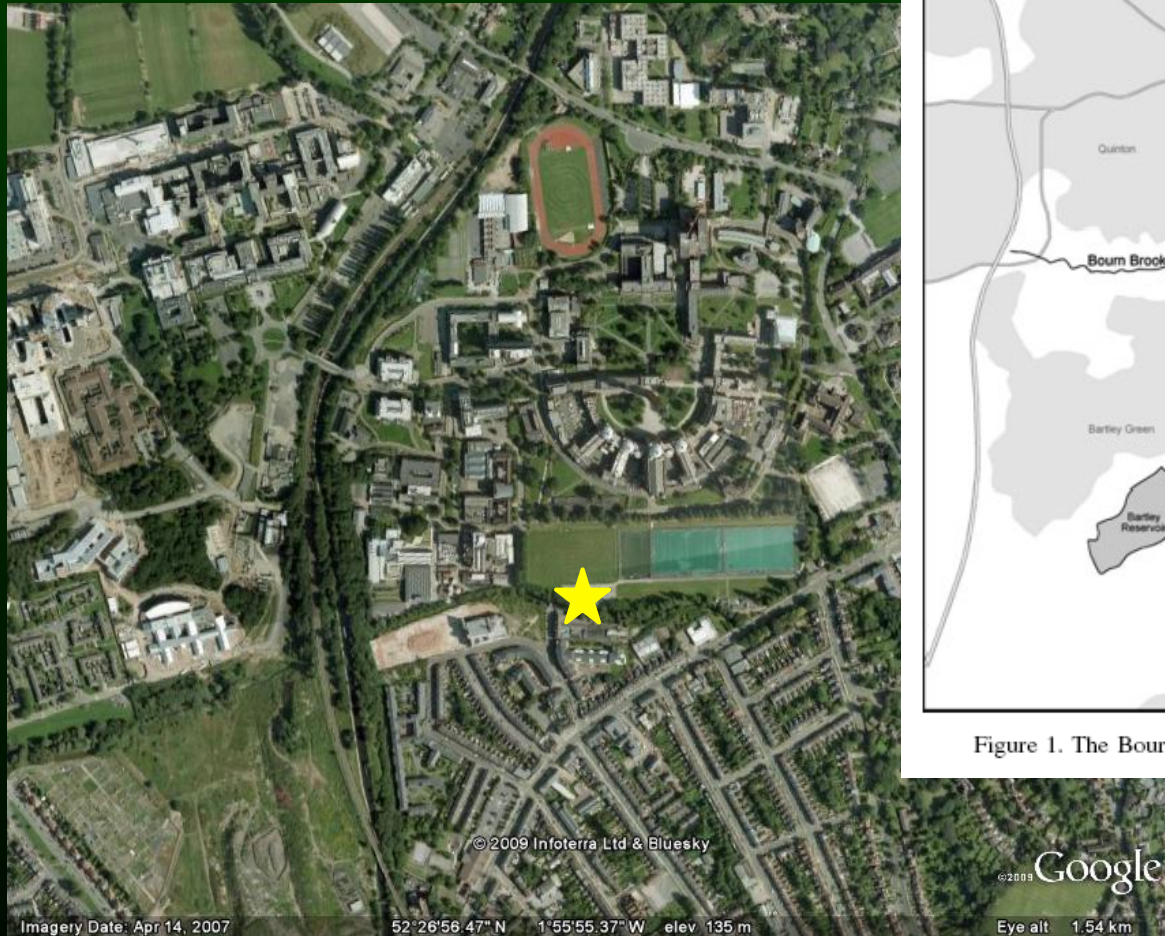 Quinton
Bourn Brook
Bartley Green
Bartley
Reservoir
Figure 1. The Bour
© 2009 Infoterra Ltd & Bluesky
©2009 Google
Imagery Date: Apr 14, 2007 52°26'56.47" N 1°55'55.37" W elev 135 m Eye alt 1.54 km